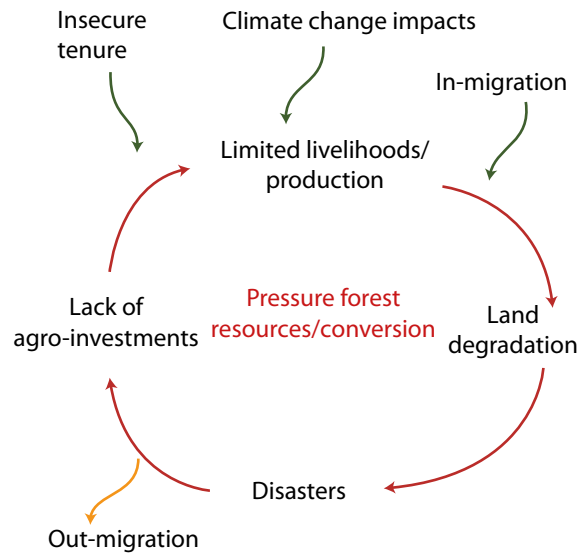 Insecure
tenure
Climate change impacts
In-migration
Limited livelihoods/
production
Lack of
agro-investments
Pressure forest
resources/conversion
Land
degradation
Disasters
Out-migration